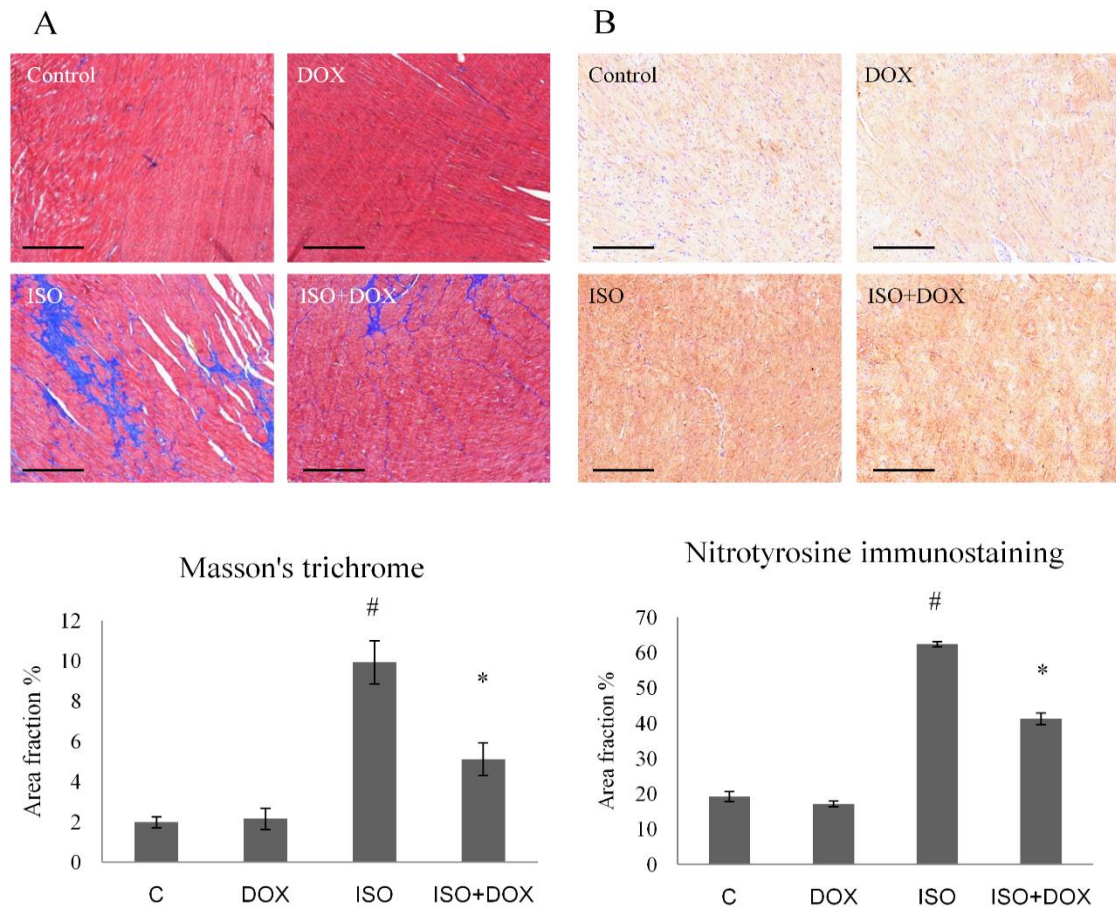 A
B
Control
DOX
Control
DOX
ISO
ISO+DOX
ISO
ISO+DOX
Masson's trichrome
Area fraction %
12
10
8
6
4
2
0
#
*
C
DOX
ISO
ISO+DOX
Nitrotyrosine immunostaining
Area fraction %
70
60
50
40
30
20
10
0
#
*
C
DOX
ISO
ISO+DOX